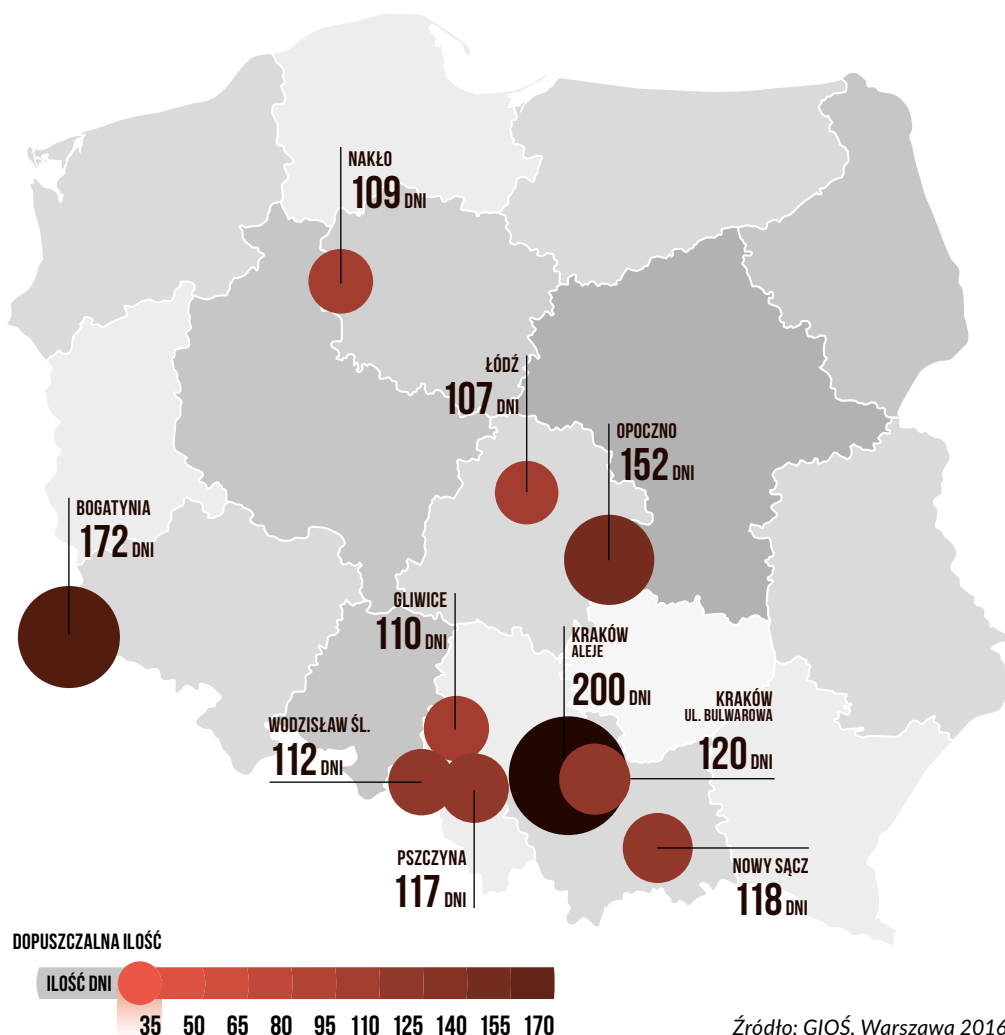 NAKŁO
109 DNI
ŁÓDŹ
107 DNI
OPOCZNO
152 DNI
BOGATYNIA
172 DNI
GLIWICE
110 DNI
KRAKÓW
ALEJE
200 DNI
KRAKÓW
UL. BULWAROWA
120 DNI
WODZISŁAW ŚL.
112 DNI
PSZCZYNA
117 DNI
NOWY SĄCZ
118 DNI
DOPUSZCZALNA ILOŚĆ
ILOŚĆ DNI
35 50 65 80 95 110 125 140 155 170
Źródło: GIOŚ, Warszawa 2016